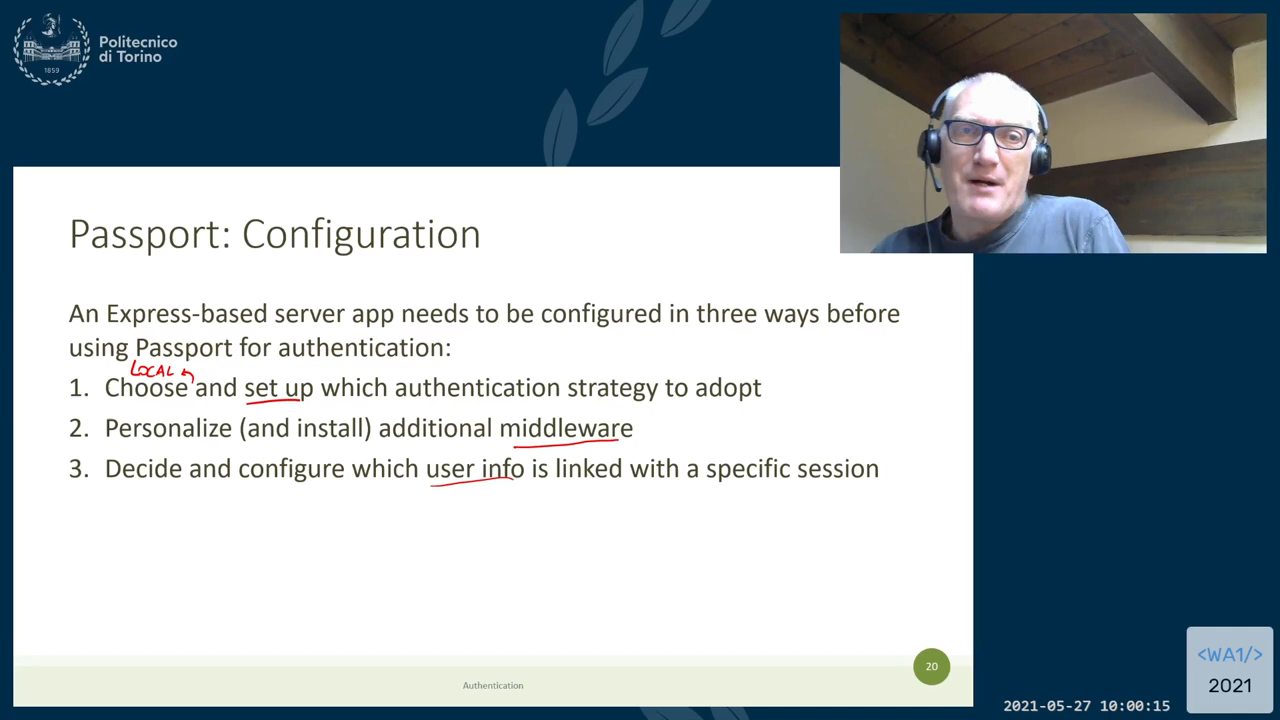 Politecnico
di Torino
1859
Passport: Configuration
An Express-based server app needs to be configured in three ways before
using Passport for authentication:
LOCAL
1. Choose and set up which authentication strategy to adopt
2. Personalize (and install) additional middleware
3. Decide and configure which user info is linked with a specific session
20
Authentication
<WA1/>
2021
2021-05-27 10:00:15